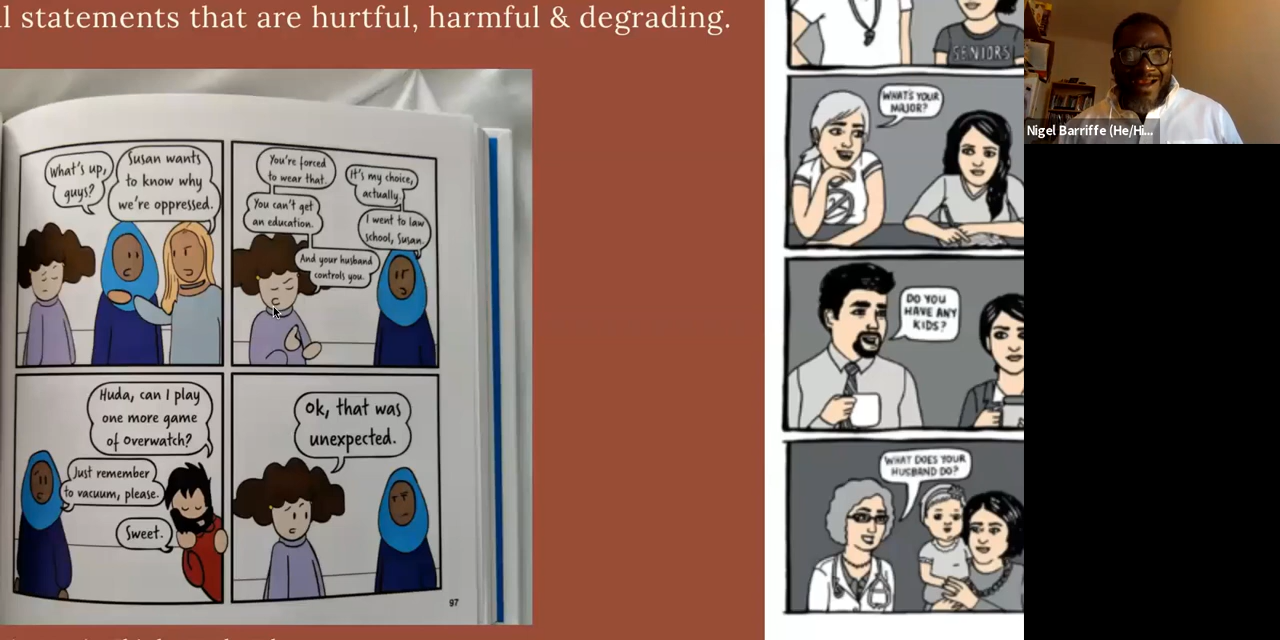 l statements that are hurtful, harmful & degrading.
What's up,
guys?
Susan wants
to know why
we're oppressed.
You're forced
to wear that.
It's my choice,
actually.
You can't get
an education.
I went to law
school, Susan.
And your husband
controls you.
Huda, can I play
one more game
of Overwatch?
Just remember
to vacuum, please.
Sweet.
Ok, that was
unexpected.
97
SENIORS
WHAT'S YOUR
MAJOR?
DO YOU
HAVE ANY
KIDS?
WHAT DOES YOUR
HUSBAND DO?
Nigel Barriffe (He/Hi...